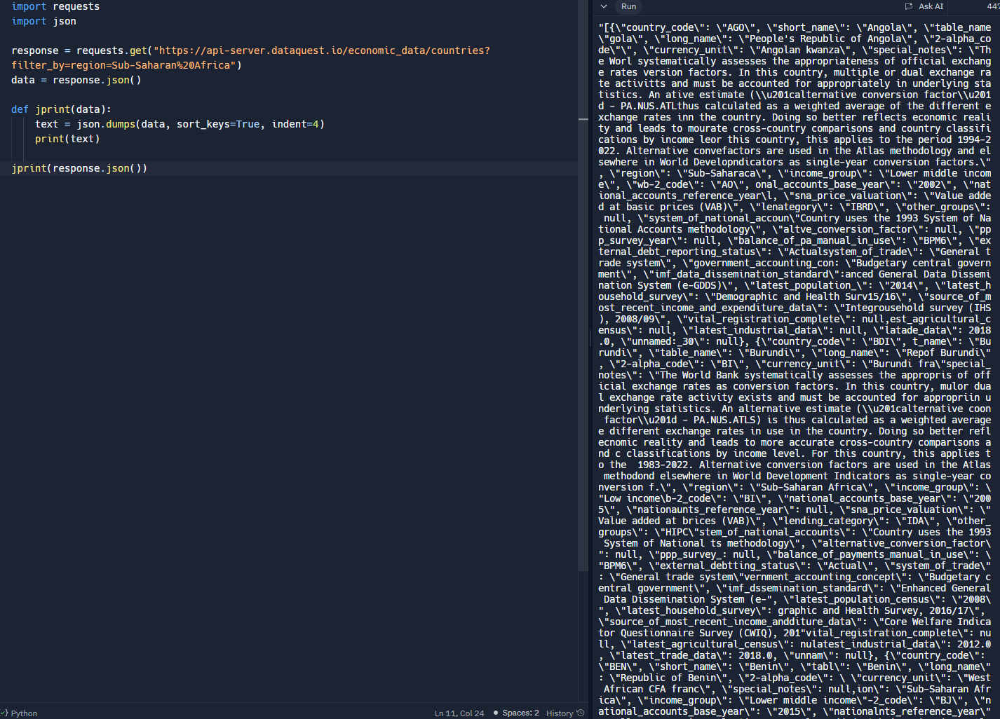 import requests
import json
response = requests.get("https://api-server.dataquest.io/economic_data/countries?
filter_by=region=Sub-Saharan%20Africa")
data = response.json()
def jprint(data):
text = json.dumps(data, sort_keys=True, indent=4)
print(text)
jprint(response.json())
Python
Ln 11, Col 24
Spaces: 2
History
Run
Ask AI
447
"[{\"country_code\": \"AGO\", \"short_name\": \"Angola\", \"table_name
\"gola\", \"long_name\": \"People's Republic of Angola\", \"2-alpha_co
de\"\", \"currency_unit\": \"Angolan kwanza\", \"special_notes\": \"Th
e Worl systematically assesses the appropriateness of official exchang
e rates version factors. In this country, multiple or dual exchange ra
te activitts and must be accounted for appropriately in underlying sta
tistics. An ative estimate (\\u201calternative conversion factor\\u201
d - PA.NUS.ATLthus calculated as a weighted average of the different e
xchange rates inn the country. Doing so better reflects economic reali
ty and leads to mourate cross-country comparisons and country classifi
cations by income leor this country, this applies to the period 1994-2
022. Alternative convefactors are used in the Atlas methodology and el
sewhere in World Developndicators as single-year conversion factors.\"
, \"region\": \"Sub-Saharaca\", \"income_group\": \"Lower middle incom
e\", \"wb-2_code\": \"AO\", onal_accounts_base_year\": \"2002\", \"nat
ional_accounts_reference_year\l, \"sna_price_valuation\": \"Value adde
d at basic prices (VAB)\", \"lenategory\": \"IBRD\", \"other_groups\":
null, \"system_of_national_accoun\"Country uses the 1993 System of Na
tional Accounts methodology\", \"altve_conversion_factor\": null, \"pp
p_survey_year\": null, \"balance_of_pa_manual_in_use\": \"BPM6\", \"ex
ternal_debt_reporting_status\": \"Actualsystem_of_trade\": \"General t
rade system\", \"government_accounting_con: \"Budgetary central govern
ment\", \"imf_data_dissemination_standard\":anced General Data Dissemi
nation System (e-GDDS)\", \"latest_population_\": \"2014\", \"latest_h
ousehold_survey\": \"Demographic and Health Surv15/16\", \"source_of_m
ost_recent_income_and_expenditure_data\": \"Integrousehold survey (IHS
), 2008/09\", \"vital_registration_complete\": null,est_agricultural_c
ensus\": null, \"latest_industrial_data\": null, \"latade_data\": 2018
.0, \"unnamed:_30\": null}, {\"country_code\": \"BDI\", t_name\": \"Bu
rundi\", \"table_name\": \"Burundi\", \"long_name\": \"Repof Burundi\"
, \"2-alpha_code\": \"BI\", \"currency_unit\": \"Burundi fra\"special_
notes\": \"The World Bank systematically assesses the appropris of off
icial exchange rates as conversion factors. In this country, mulor dua
l exchange rate activity exists and must be accounted for appropriin u
nderlying statistics. An alternative estimate (\\u201calternative coon
factor\\u201d - PA.NUS.ATLS) is thus calculated as a weighted average
e different exchange rates in use in the country. Doing so better refl
ecnomic reality and leads to more accurate cross-country comparisons a
nd c classifications by income level. For this country, this applies t
o the  1983-2022. Alternative conversion factors are used in the Atlas
methodond elsewhere in World Development Indicators as single-year co
nversion f.\", \"region\": \"Sub-Saharan Africa\", \"income_group\": \
"Low income\b-2_code\": \"BI\", \"national_accounts_base_year\": \"200
5\", \"nationaunts_reference_year\": null, \"sna_price_valuation\": \"
Value added at brices (VAB)\", \"lending_category\": \"IDA\", \"other_
groups\": \"HIPC\"stem_of_national_accounts\": \"Country uses the 1993
System of National ts methodology\", \"alternative_conversion_factor\
": null, \"ppp_survey_: null, \"balance_of_payments_manual_in_use\": \
"BPM6\", \"external_debtting_status\": \"Actual\", \"system_of_trade\"
: \"General trade system\"vernment_accounting_concept\": \"Budgetary c
entral government\", \"imf_dssemination_standard\": \"Enhanced General
Data Dissemination System (e-", \"latest_population_census\": \"2008\
", \"latest_household_survey\": graphic and Health Survey, 2016/17\",
\"source_of_most_recent_income_andditure_data\": \"Core Welfare Indica
tor Questionnaire Survey (CWIQ), 201"vital_registration_complete\": nu
ll, \"latest_agricultural_census\": nulatest_industrial_data\": 2012.0
, \"latest_trade_data\": 2018.0, \"unnam\": null}, {\"country_code\":
\"BEN\", \"short_name\": \"Benin\", \"tabl\": \"Benin\", \"long_name\"
: \"Republic of Benin\", \"2-alpha_code\": \ \"currency_unit\": \"West
African CFA franc\", \"special_notes\": null,ion\": \"Sub-Saharan Afr
ica\", \"income_group\": \"Lower middle income\"-2_code\": \"BJ\", \"n
ational_accounts_base_year\": \"2015\", \"nationalnts_reference_year\"